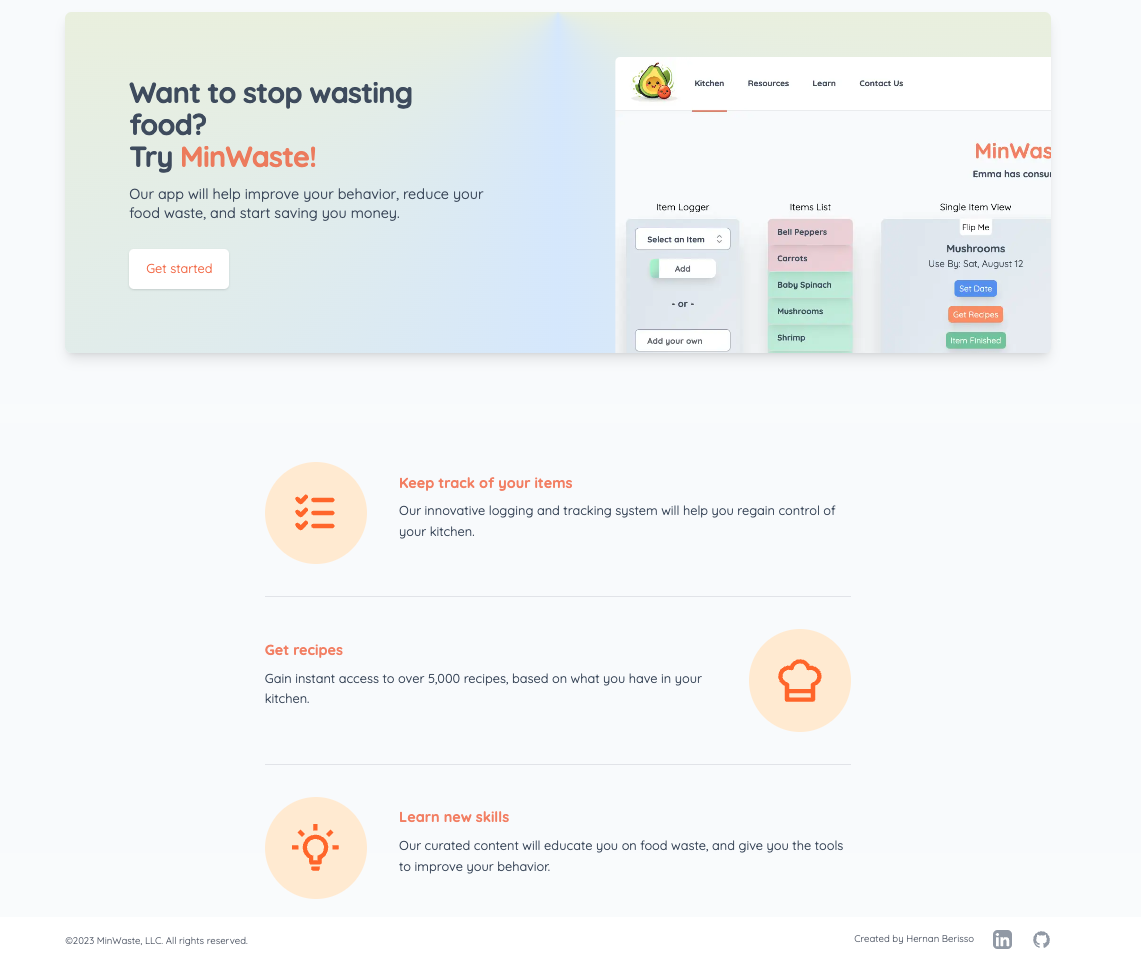 Want to stop wasting
food?
Try MinWaste!
Our app will help improve your behavior, reduce your
food waste, and start saving you money.
Get started
Kitchen Resources Learn Contact Us
MinWas
Emma has consu
Item Logger
Select an Item
Add
- or -
Add your own
Items List
Bell Peppers
Carrots
Baby Spinach
Mushrooms
Shrimp
Single Item View
Flip Me
Mushrooms
Use By: Sat, August 12
Set Date
Get Recipes
Item Finished
Keep track of your items
Our innovative logging and tracking system will help you regain control of
your kitchen.
Get recipes
Gain instant access to over 5,000 recipes, based on what you have in your
kitchen.
Learn new skills
Our curated content will educate you on food waste, and give you the tools
to improve your behavior.
©2023 MinWaste, LLC. All rights reserved.
Created by Hernan Berisso